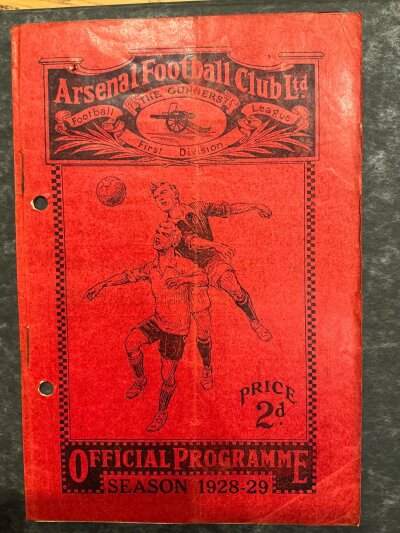 Arsenal Football Club Ltd
"THE GUNNERS"
Football League
First Division
PRICE
2d.
OFFICIAL PROGRAMME
SEASON 1928-29